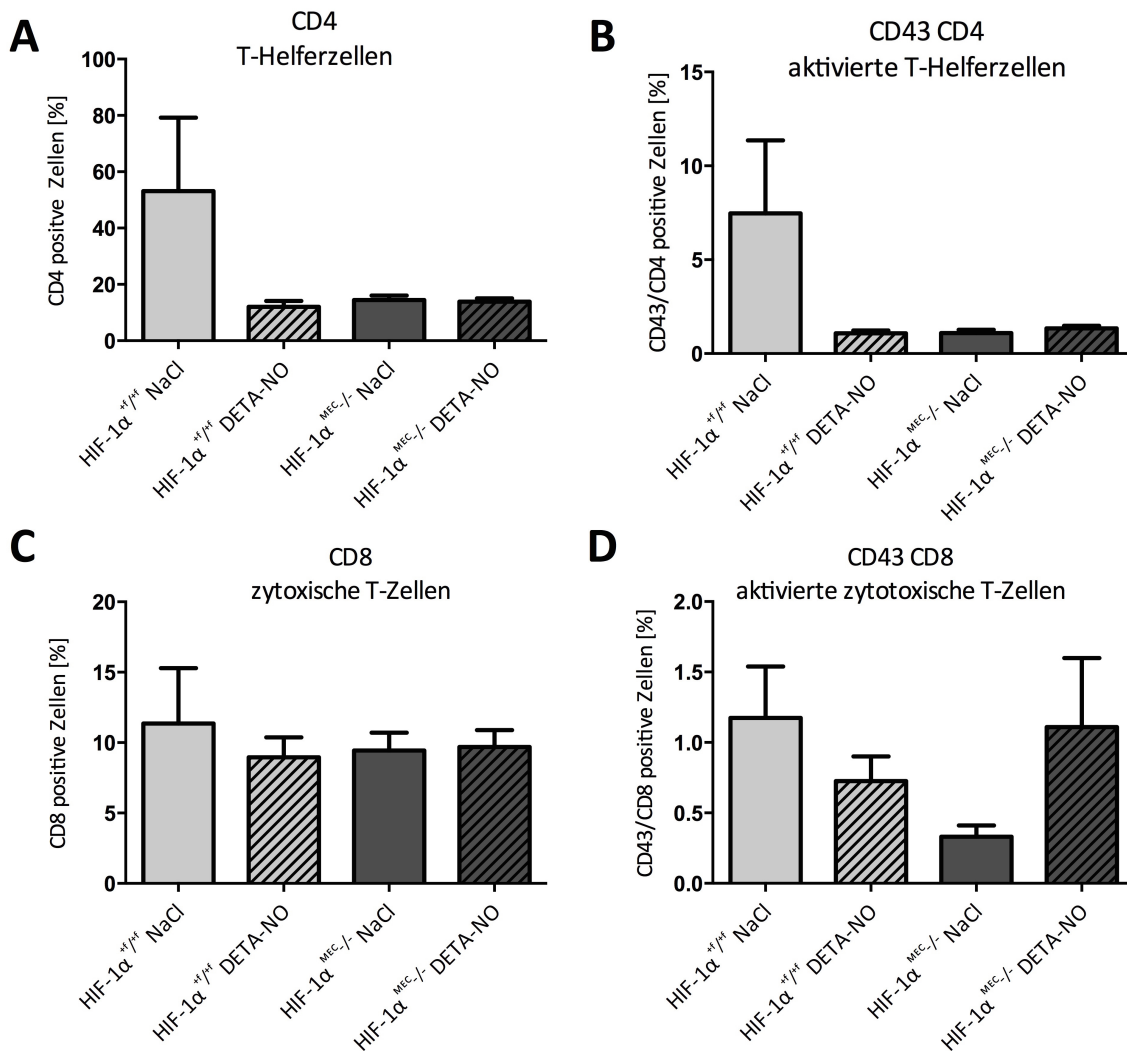 A
CD4
T-Helferzellen
CD4 positve Zellen [%]
100
80
60
40
20
0
HIF-1α+f/+f NaCl
HIF-1α+f/+f DETA-NO
HIF-1αMEC-/- NaCl
HIF-1αMEC-/- DETA-NO
B
CD43 CD4
aktivierte T-Helferzellen
CD43/CD4 positive Zellen [%]
15
10
5
0
HIF-1α+f/+f NaCl
HIF-1α+f/+f DETA-NO
HIF-1αMEC-/- NaCl
HIF-1αMEC-/- DETA-NO
C
CD8
zytoxische T-Zellen
CD8 positive Zellen [%]
20
15
10
5
0
HIF-1α+f/+f NaCl
HIF-1α+f/+f DETA-NO
HIF-1αMEC-/- NaCl
HIF-1αMEC-/- DETA-NO
D
CD43 CD8
aktivierte zytotoxische T-Zellen
CD43/CD8 positive Zellen [%]
2.0
1.5
1.0
0.5
0.0
HIF-1α+f/+f NaCl
HIF-1α+f/+f DETA-NO
HIF-1αMEC-/- NaCl
HIF-1αMEC-/- DETA-NO